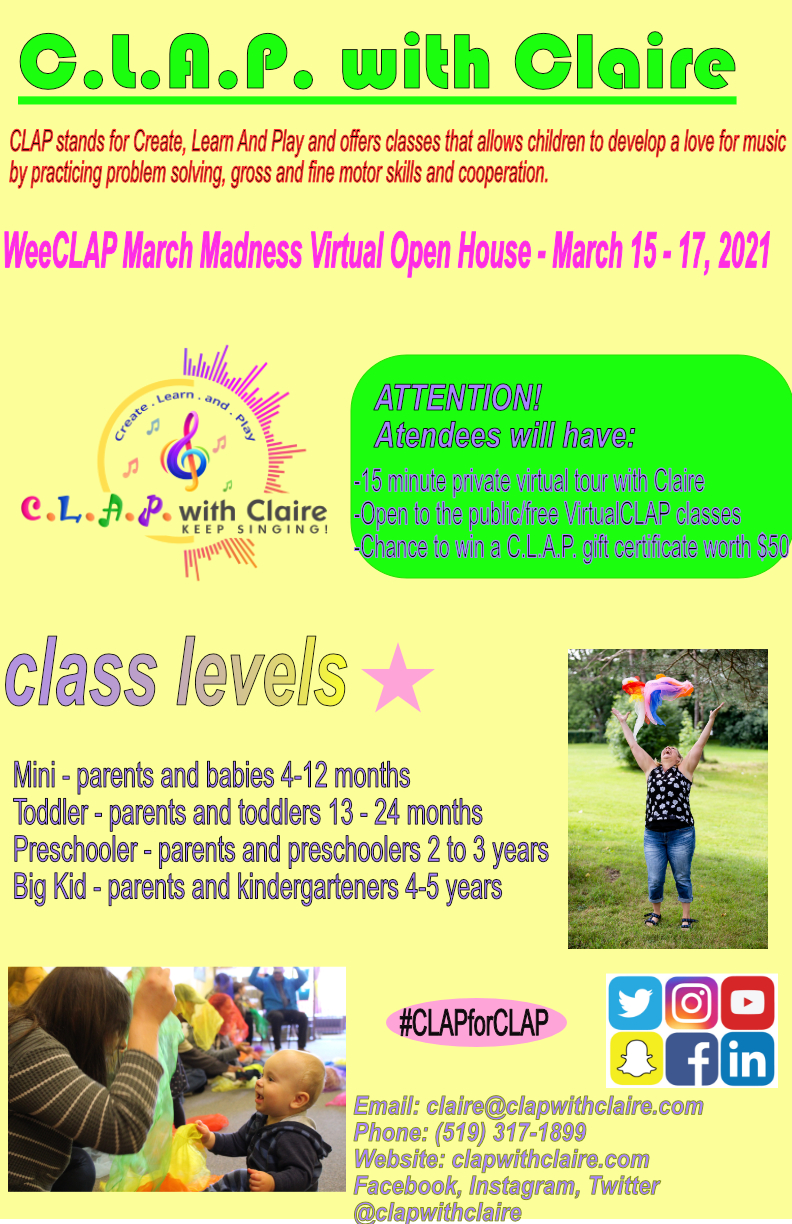 C.L.A.P. with Claire
CLAP stands for Create, Learn And Play and offers classes that allows children to develop a love for music
by practicing problem solving, gross and fine motor skills and cooperation.
WeeCLAP March Madness Virtual Open House - March 15 - 17, 2021
Create . Learn . and . Play
C.L.A.P. with Claire
KEEP SINGING!
ATTENTION!
Atendees will have:
-15 minute private virtual tour with Claire
-Open to the public/free VirtualCLAP classes
-Chance to win a C.L.A.P. gift certificate worth $50
class levels
Mini - parents and babies 4-12 months
Toddler - parents and toddlers 13 - 24 months
Preschooler - parents and preschoolers 2 to 3 years
Big Kid - parents and kindergarteners 4-5 years
#CLAPforCLAP
f in
Email: claire@clapwithclaire.com
Phone: (519) 317-1899
Website: clapwithclaire.com
Facebook, Instagram, Twitter
@clapwithclaire